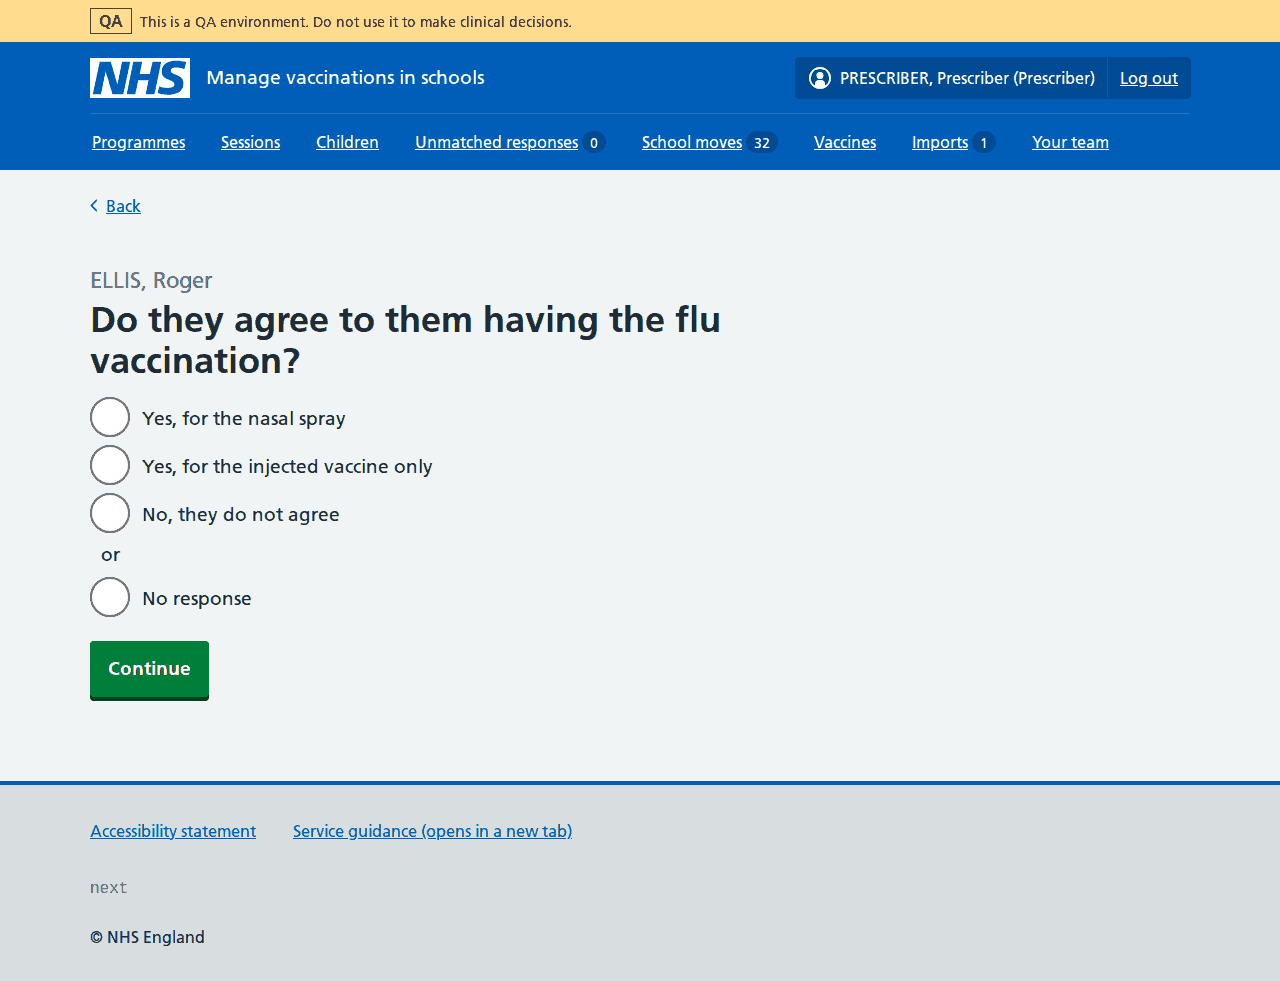 QA This is a QA environment. Do not use it to make clinical decisions.
NHS Manage vaccinations in schools PRESCRIBER, Prescriber (Prescriber) Log out
Programmes Sessions Children Unmatched responses 0 School moves 32 Vaccines Imports 1 Your team
Back
ELLIS, Roger
Do they agree to them having the flu
vaccination?
Yes, for the nasal spray
Yes, for the injected vaccine only
No, they do not agree
or
No response
Continue
Accessibility statement Service guidance (opens in a new tab)
next
© NHS England